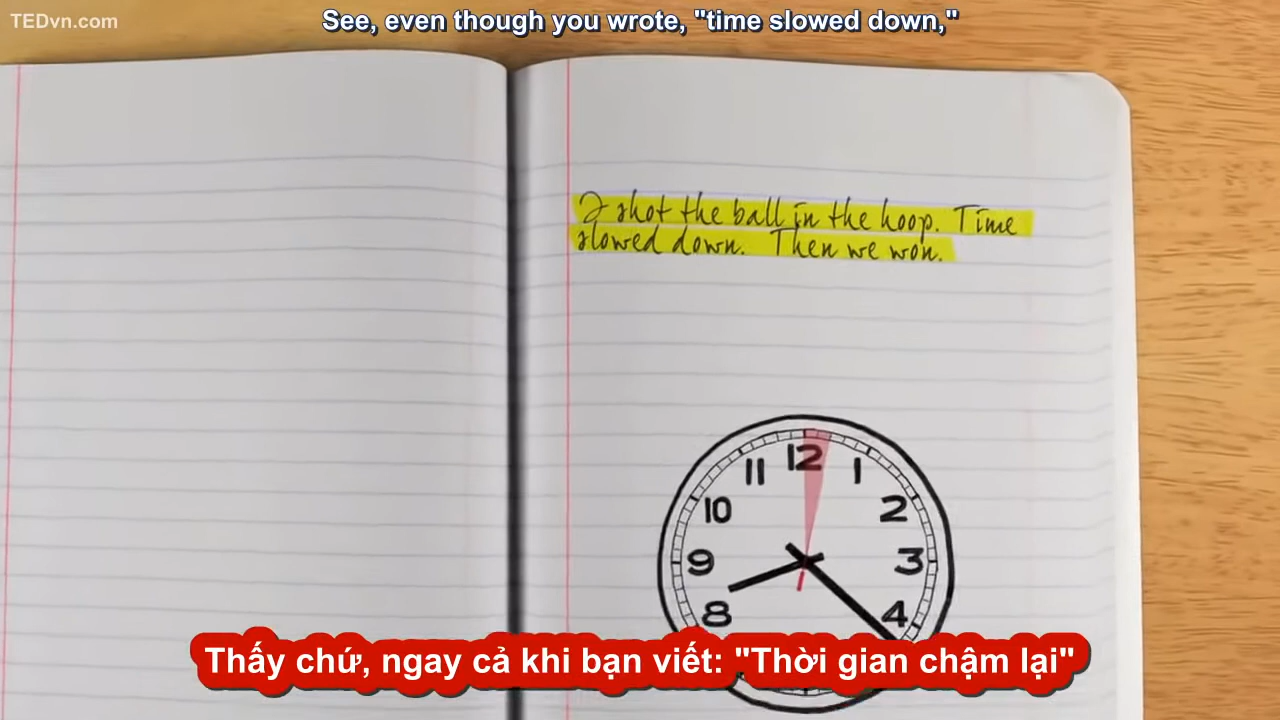 TEDvn.com
See, even though you wrote, "time slowed down,"
I shot the ball in the hoop. Time
slowed down. Then we won.
12
11
1
10
2
9
3
8
4
Thấy chứ, ngay cả khi bạn viết: "Thời gian chậm lại"